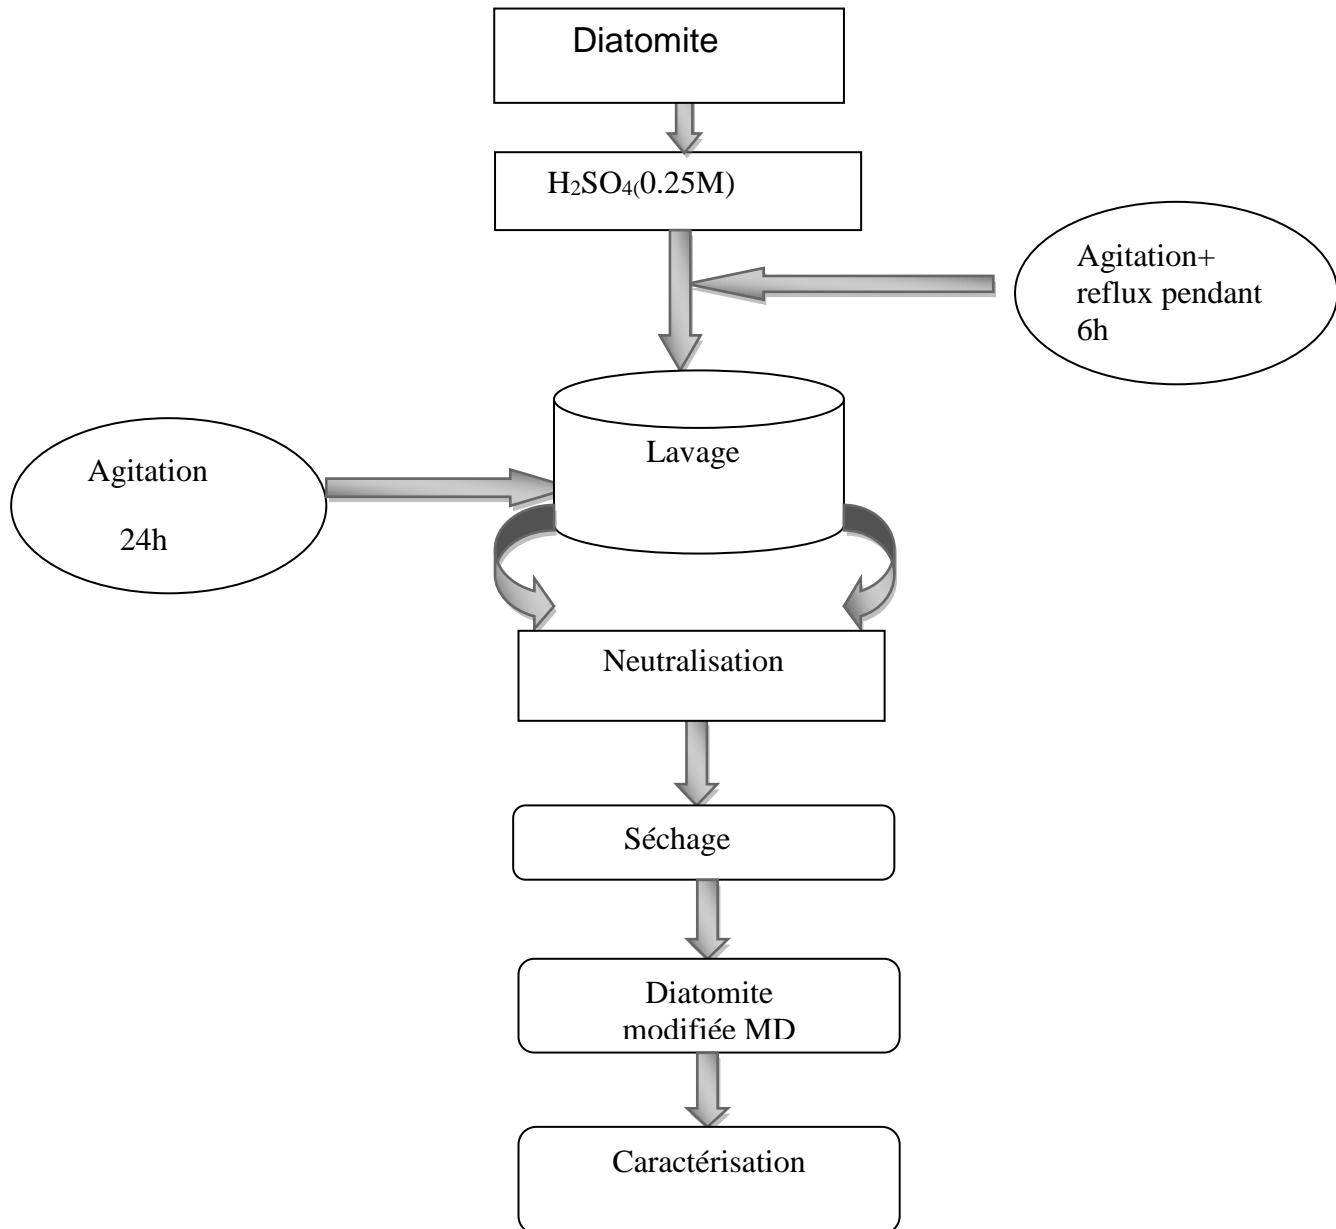 Diatomite
H₂SO₄₍0.25M)
Agitation+
reflux pendant
6h
Lavage
Agitation
24h
Neutralisation
Séchage
Diatomite
modifiée MD
Caractérisation